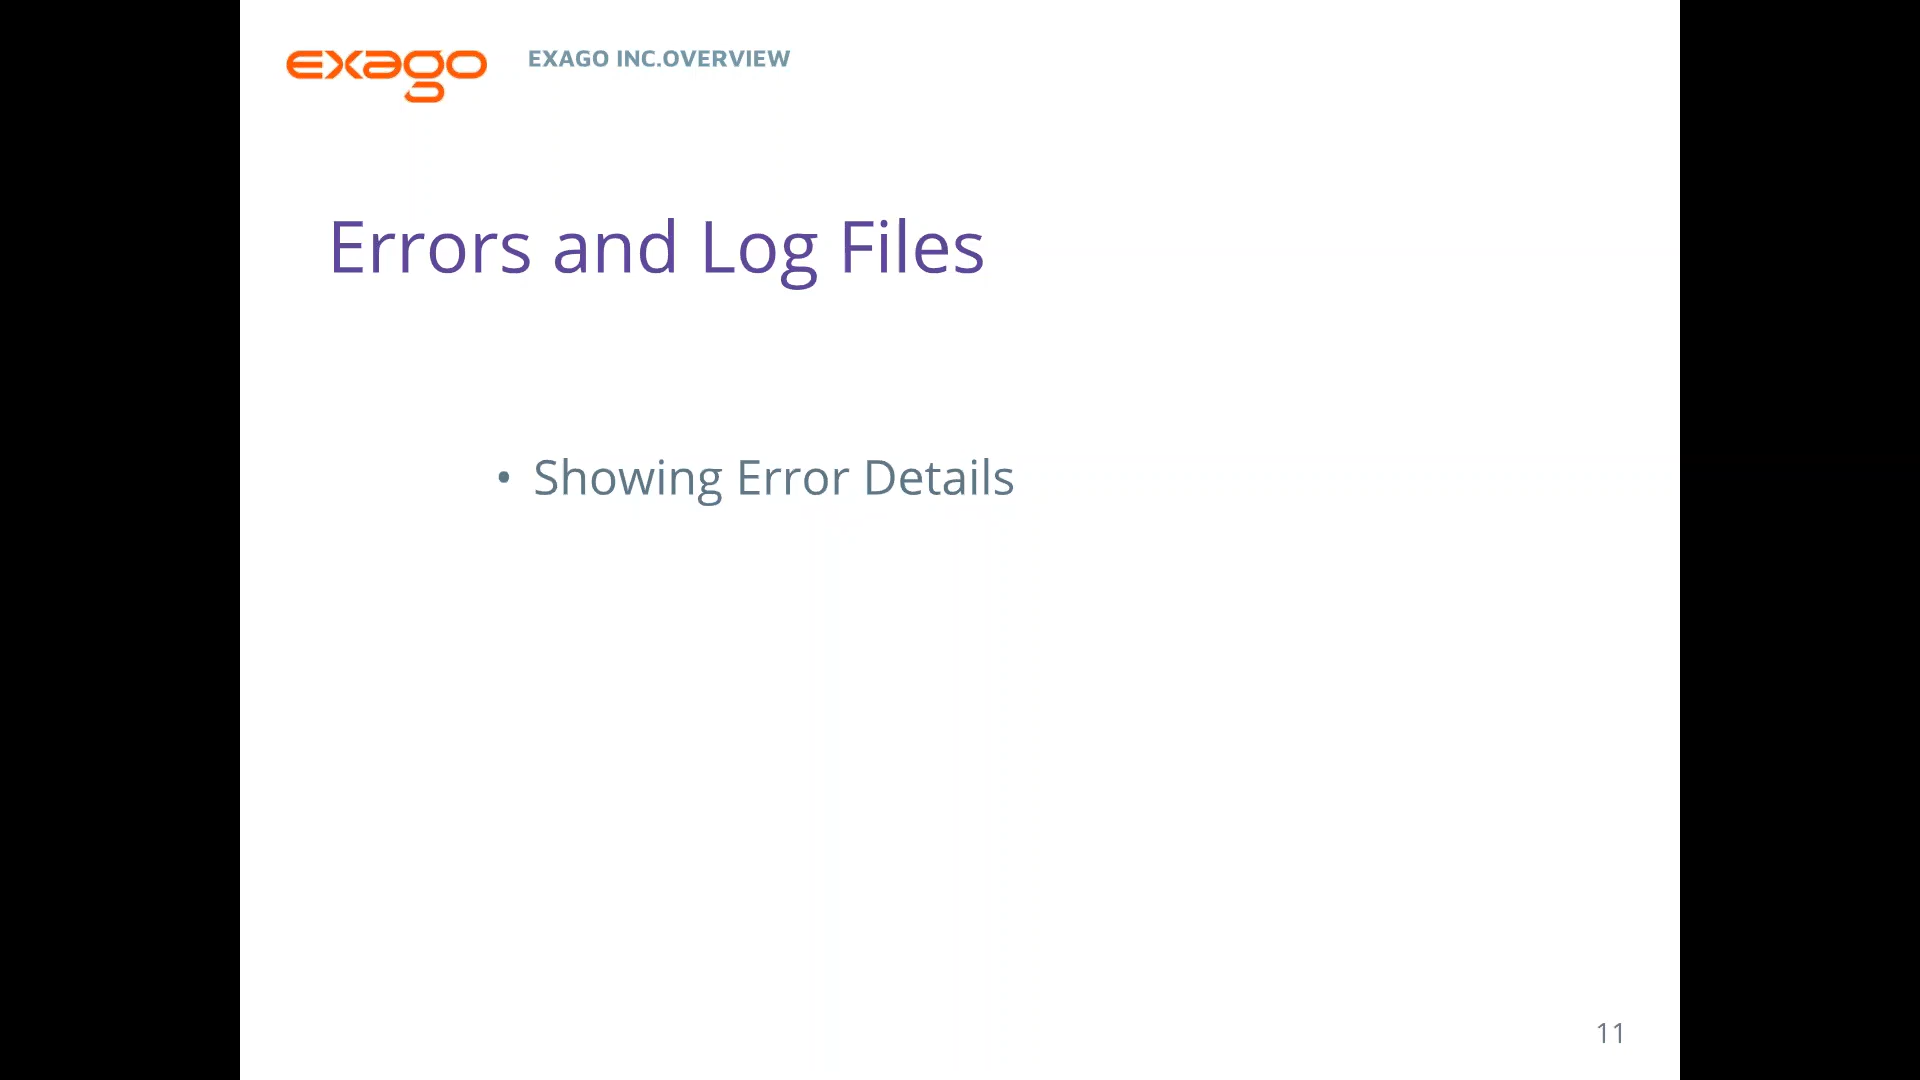 exago EXAGO INC.OVERVIEW
Errors and Log Files
• Showing Error Details
11